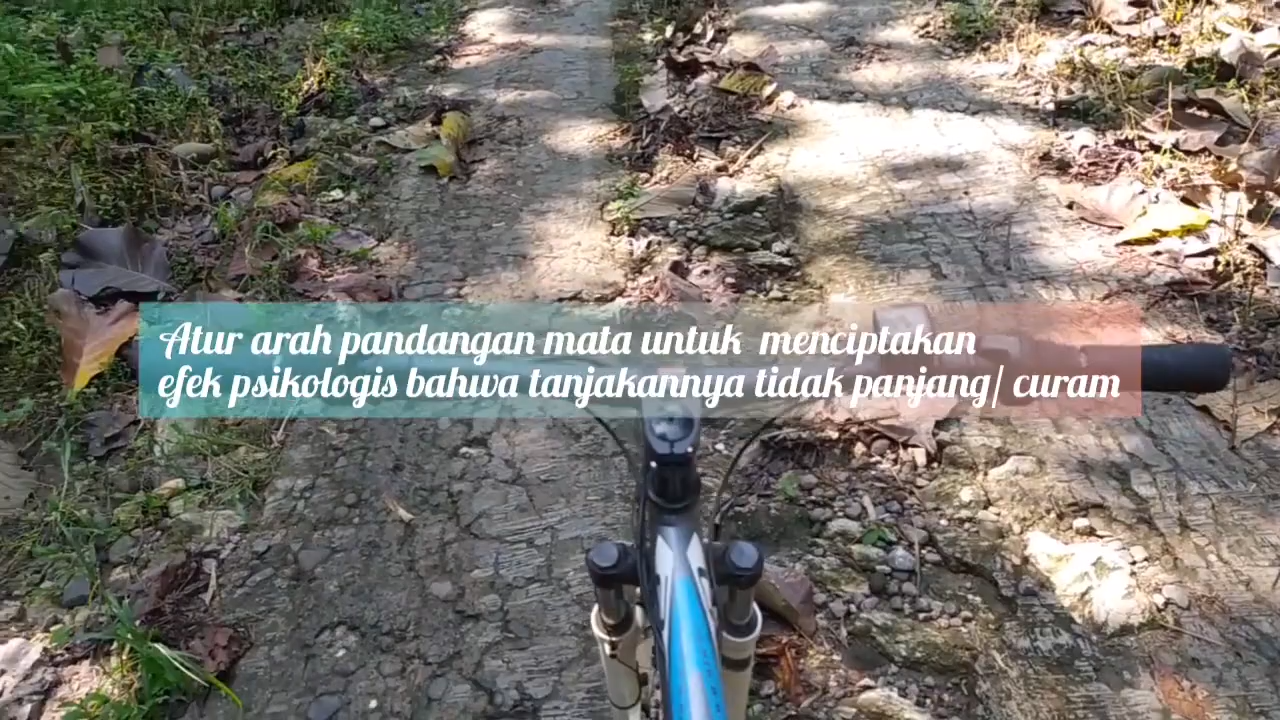 Atur arah pandangan mata untuk menciptakan
efek psikologis bahwa tanjakannya tidak panjang/ curam